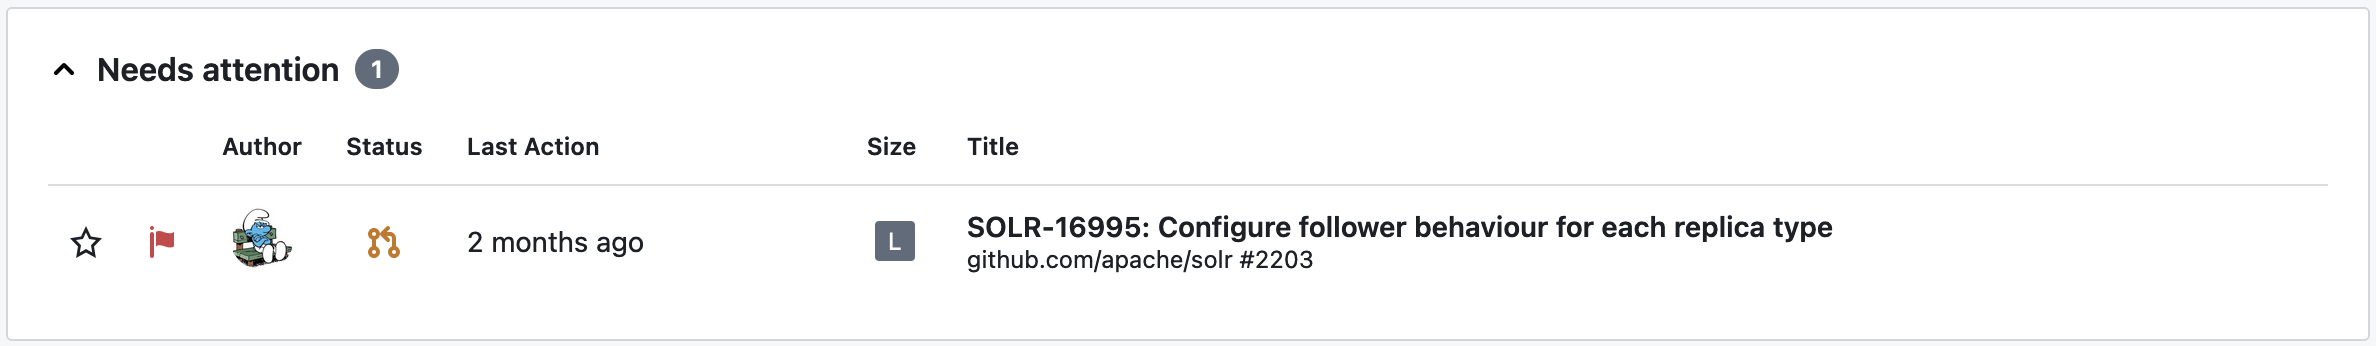 Needs attention 1
Author Status Last Action Size Title
2 months ago L SOLR-16995: Configure follower behaviour for each replica type
github.com/apache/solr #2203